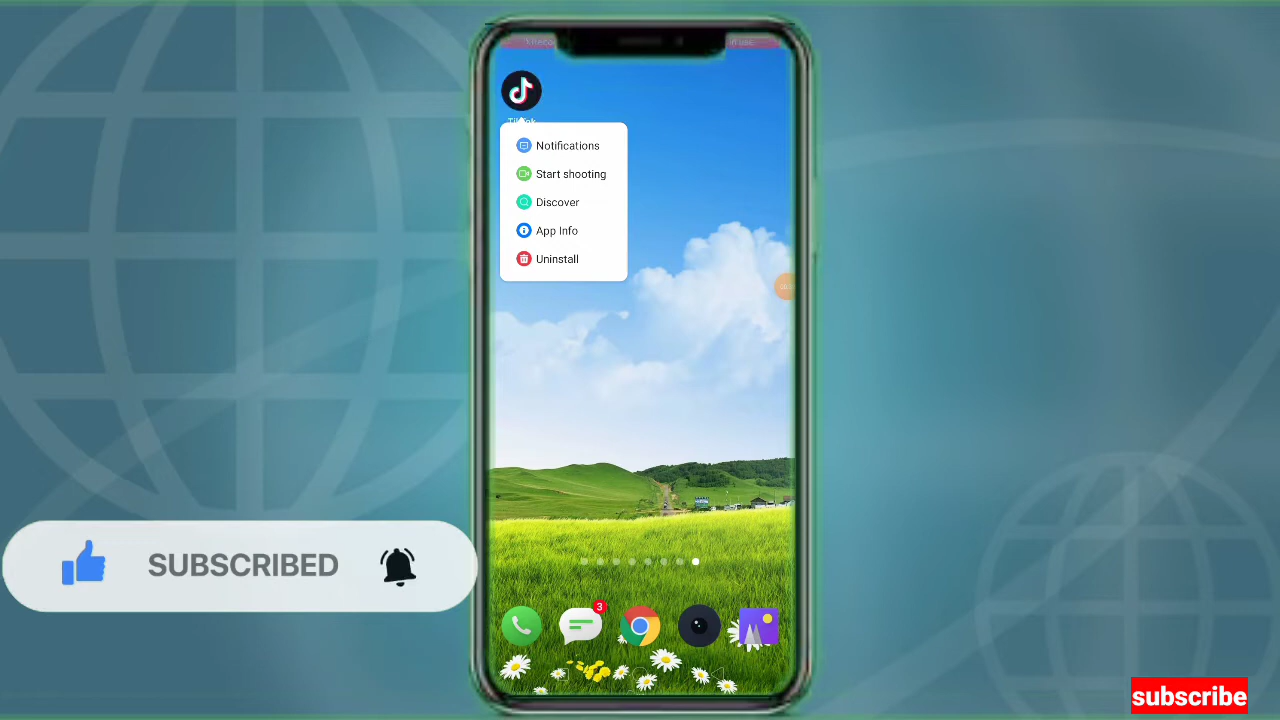 Notifications
Start shooting
Discover
App Info
Uninstall
SUBSCRIBED
3
subscribe